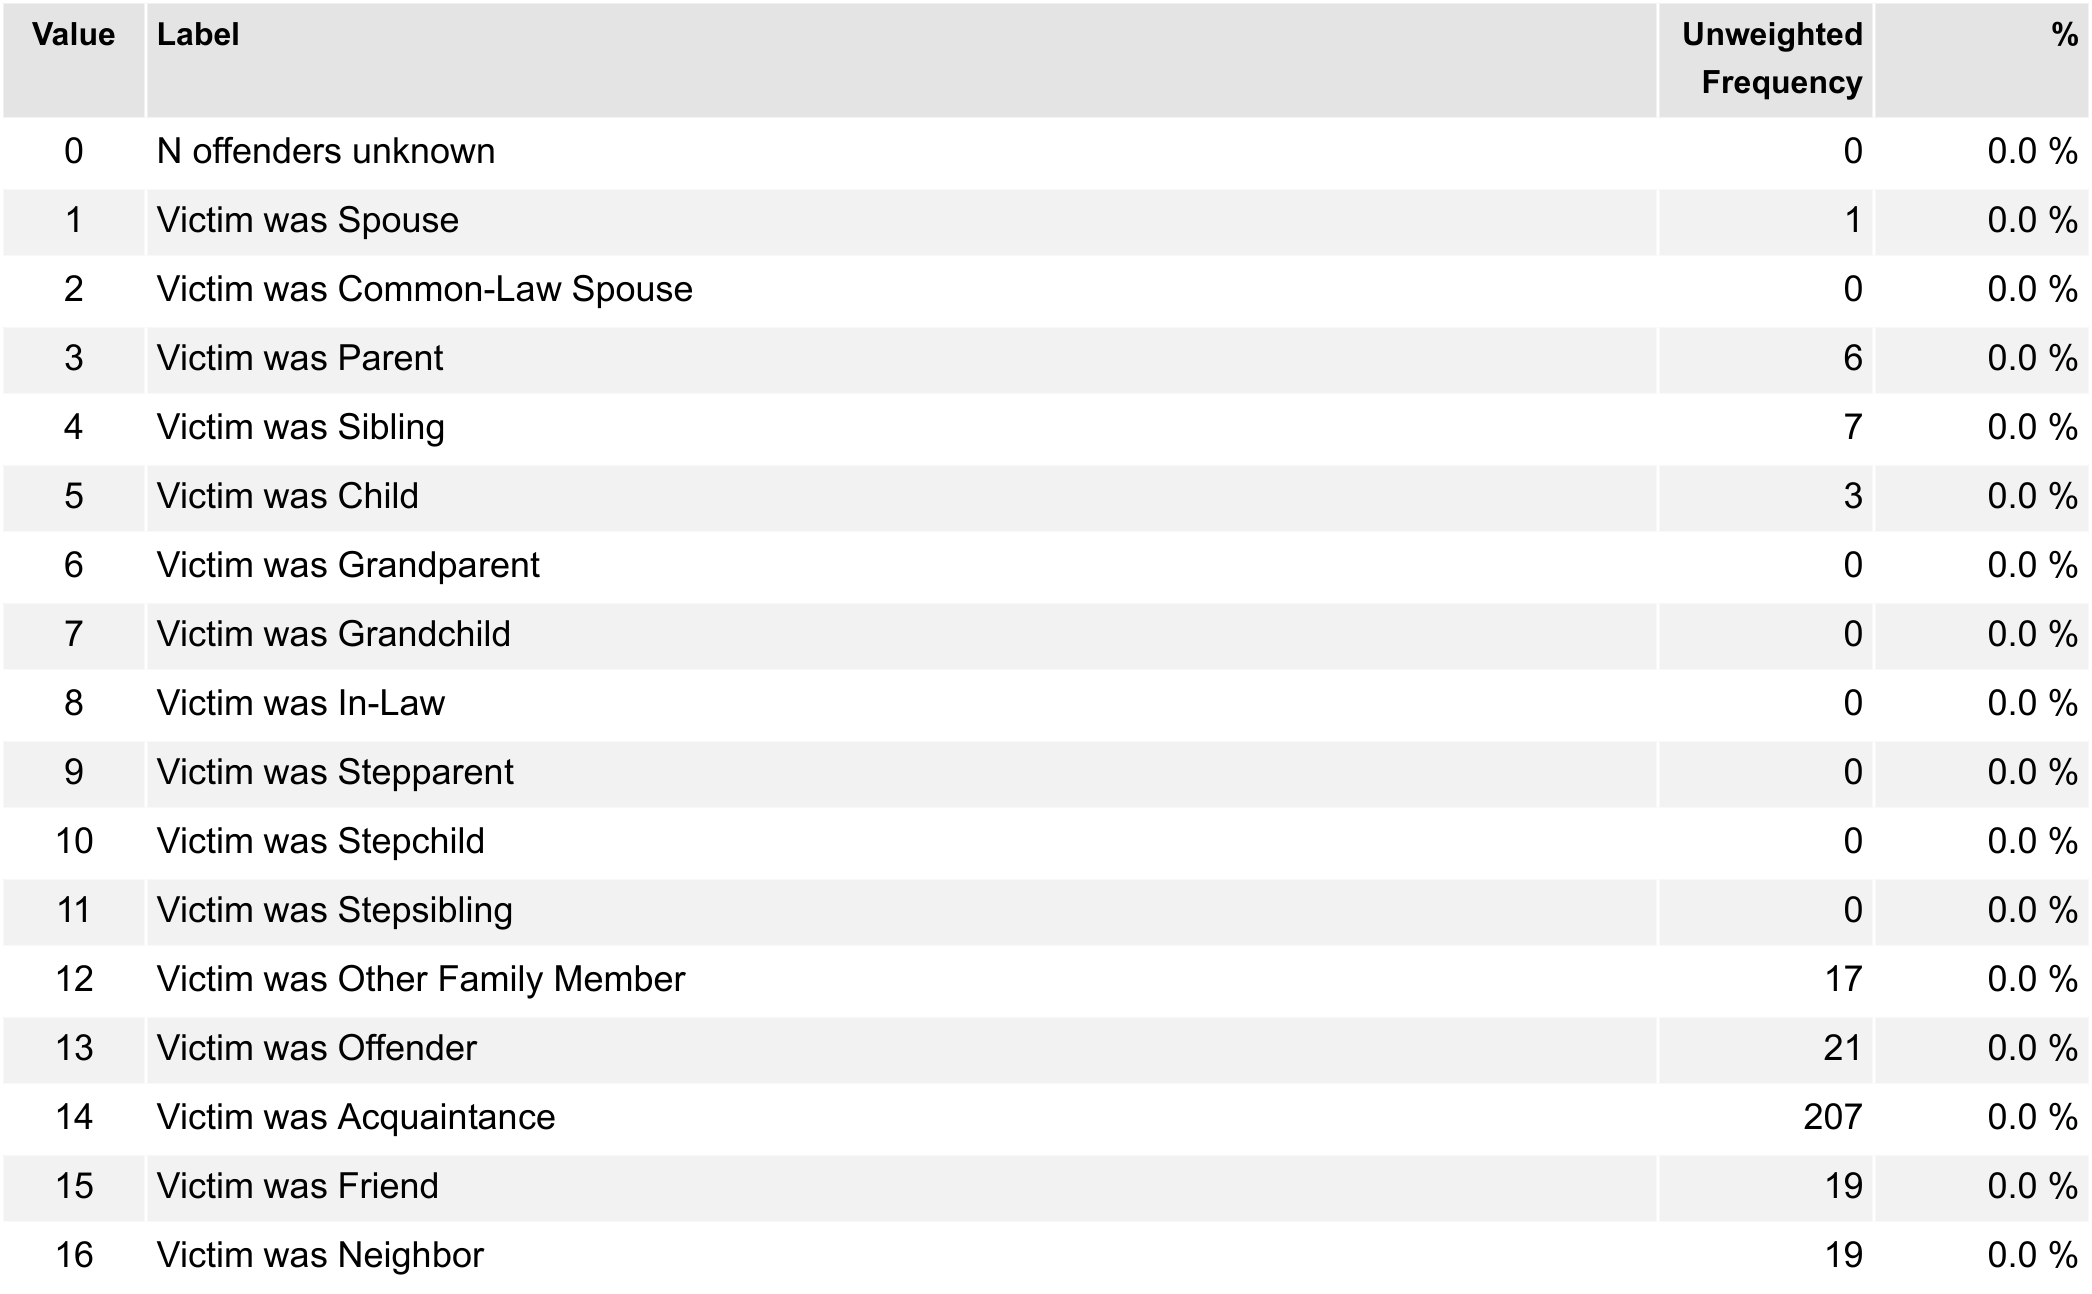 Value Label Unweighted Frequency %
0 N offenders unknown 0 0.0 %
1 Victim was Spouse 1 0.0 %
2 Victim was Common-Law Spouse 0 0.0 %
3 Victim was Parent 6 0.0 %
4 Victim was Sibling 7 0.0 %
5 Victim was Child 3 0.0 %
6 Victim was Grandparent 0 0.0 %
7 Victim was Grandchild 0 0.0 %
8 Victim was In-Law 0 0.0 %
9 Victim was Stepparent 0 0.0 %
10 Victim was Stepchild 0 0.0 %
11 Victim was Stepsibling 0 0.0 %
12 Victim was Other Family Member 17 0.0 %
13 Victim was Offender 21 0.0 %
14 Victim was Acquaintance 207 0.0 %
15 Victim was Friend 19 0.0 %
16 Victim was Neighbor 19 0.0 %